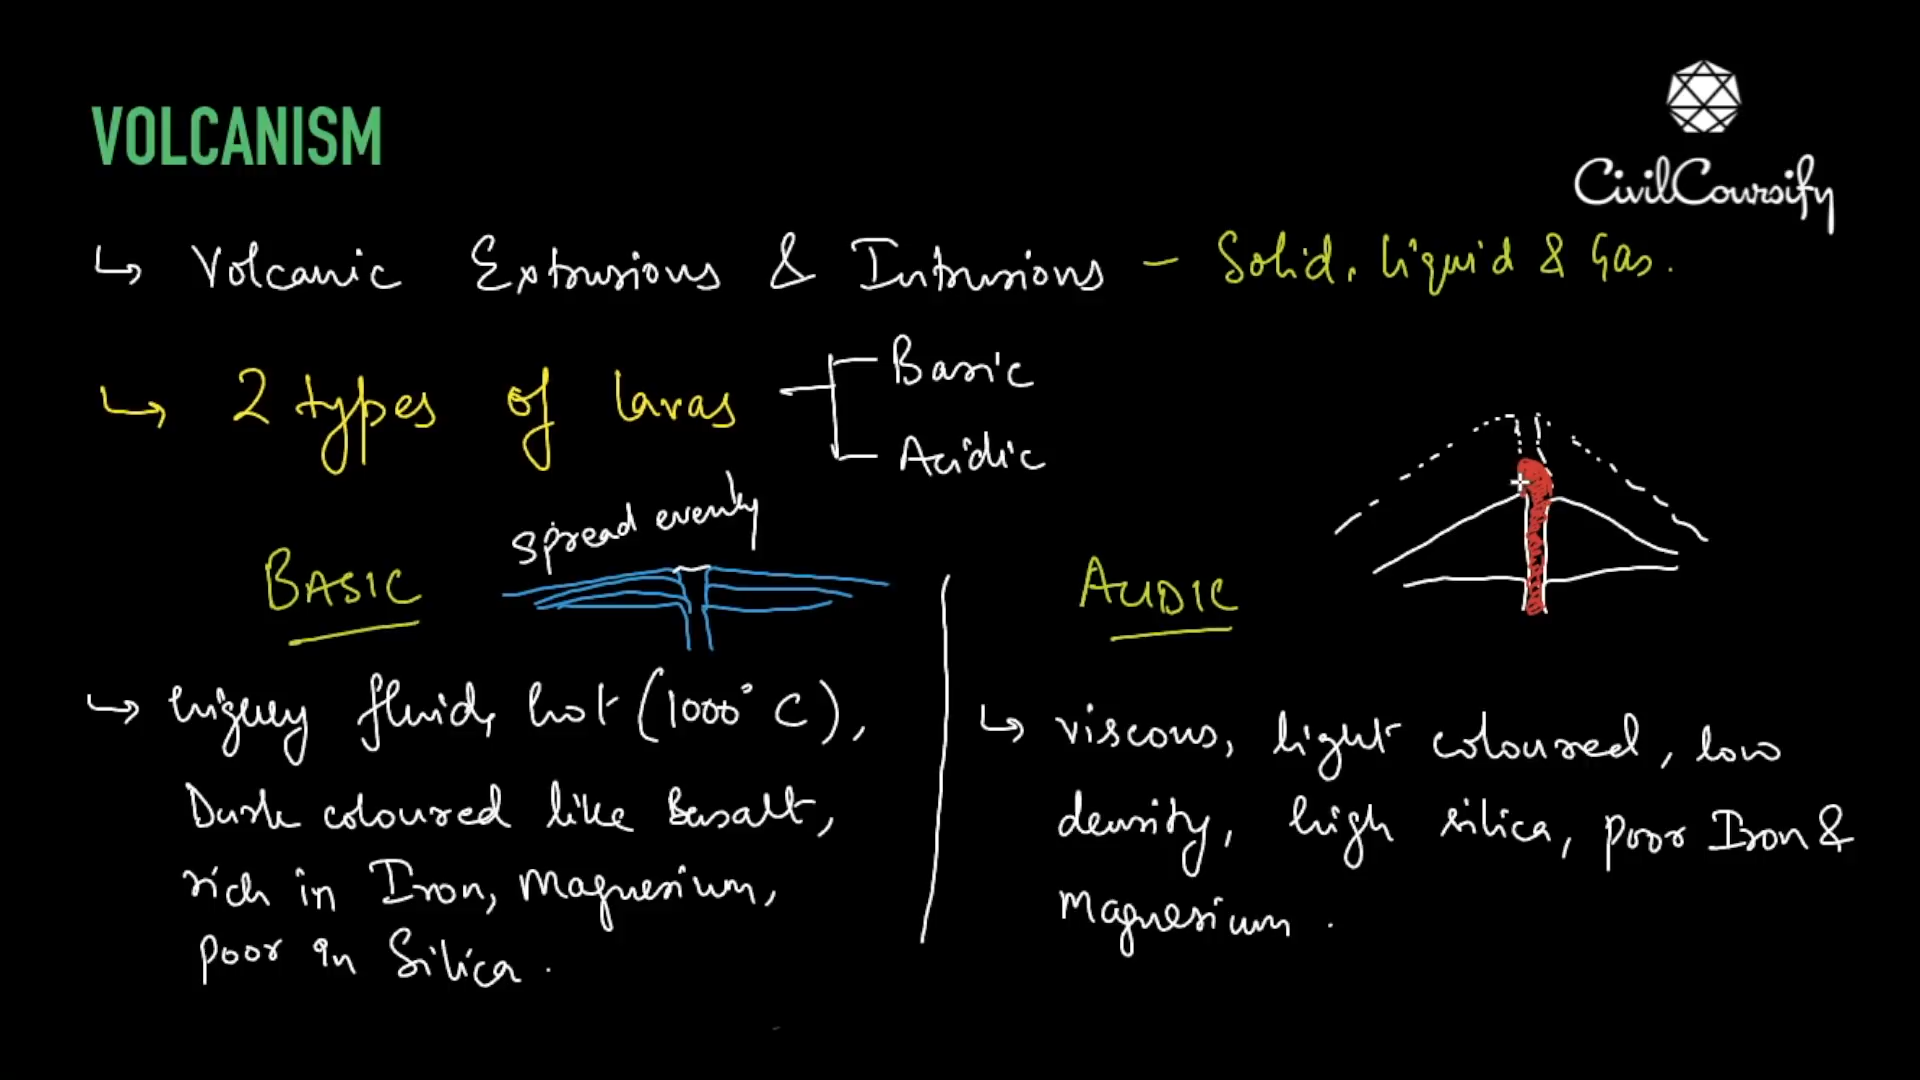 VOLCANISM
CivilCoursify
↳ Volcanic Extrusions & Intrusions - Solid, Liquid & Gas.
↳ 2 types of lavas
Basic
Acidic
spread evenly
BASIC
ACIDIC
↳ highly fluid, hot (1000°C),
Dark coloured like Basalt,
rich in Iron, Magnesium,
poor in Silica.
↳ viscous, light coloured, low
density, high silica, poor Iron &
Magnesium.